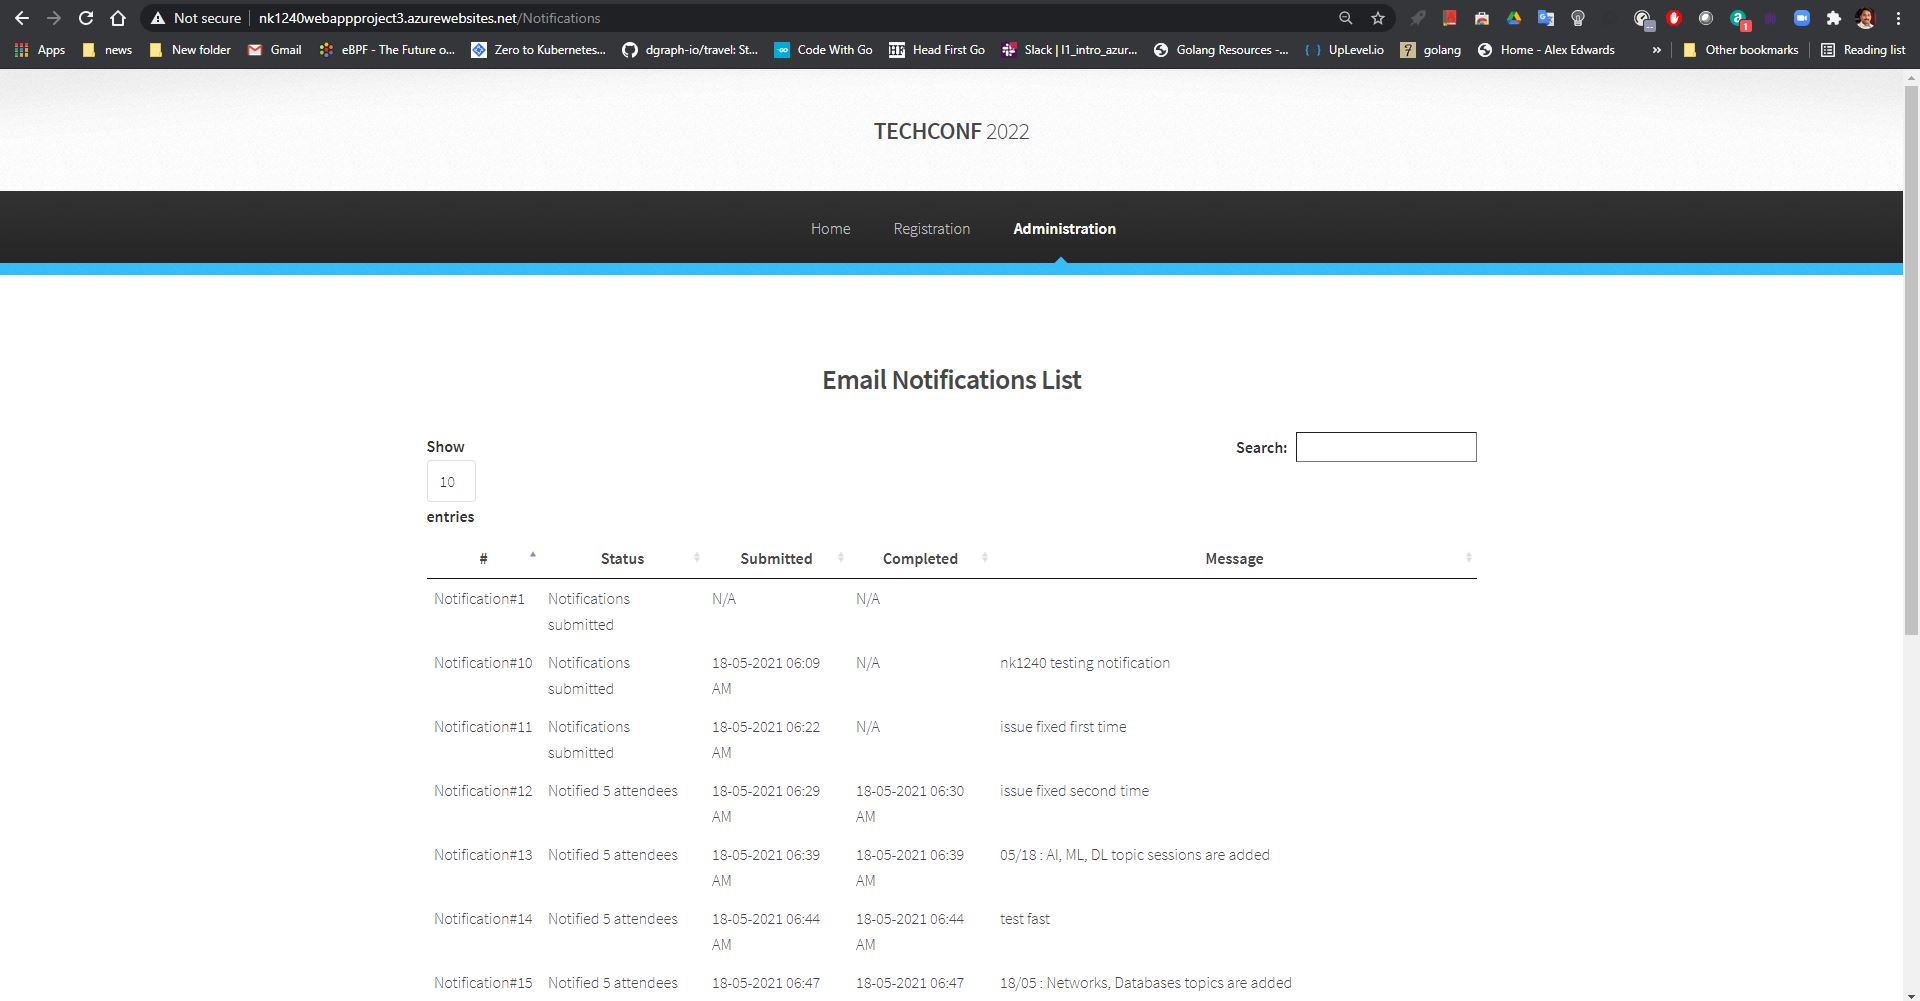 Not secure nk1240webappproject3.azurewebsites.net/Notifications
1
Apps news New folder Gmail eBPF - The Future o... Zero to Kubernetes... dgraph-io/travel: St... Code With Go Head First Go Slack | l1_intro_azur... Golang Resources -... UpLevel.io golang Home - Alex Edwards » Other bookmarks Reading list
TECHCONF 2022
Home Registration Administration
Email Notifications List
Show Search:
10
entries
# Status Submitted Completed Message
Notification#1 Notifications N/A N/A
submitted
Notification#10 Notifications 18-05-2021 06:09 N/A nk1240 testing notification
submitted AM
Notification#11 Notifications 18-05-2021 06:22 N/A issue fixed first time
submitted AM
Notification#12 Notified 5 attendees 18-05-2021 06:29 18-05-2021 06:30 issue fixed second time
AM AM
Notification#13 Notified 5 attendees 18-05-2021 06:39 18-05-2021 06:39 05/18 : AI, ML, DL topic sessions are added
AM AM
Notification#14 Notified 5 attendees 18-05-2021 06:44 18-05-2021 06:44 test fast
AM AM
Notification#15 Notified 5 attendees 18-05-2021 06:47 18-05-2021 06:47 18/05 : Networks, Databases topics are added